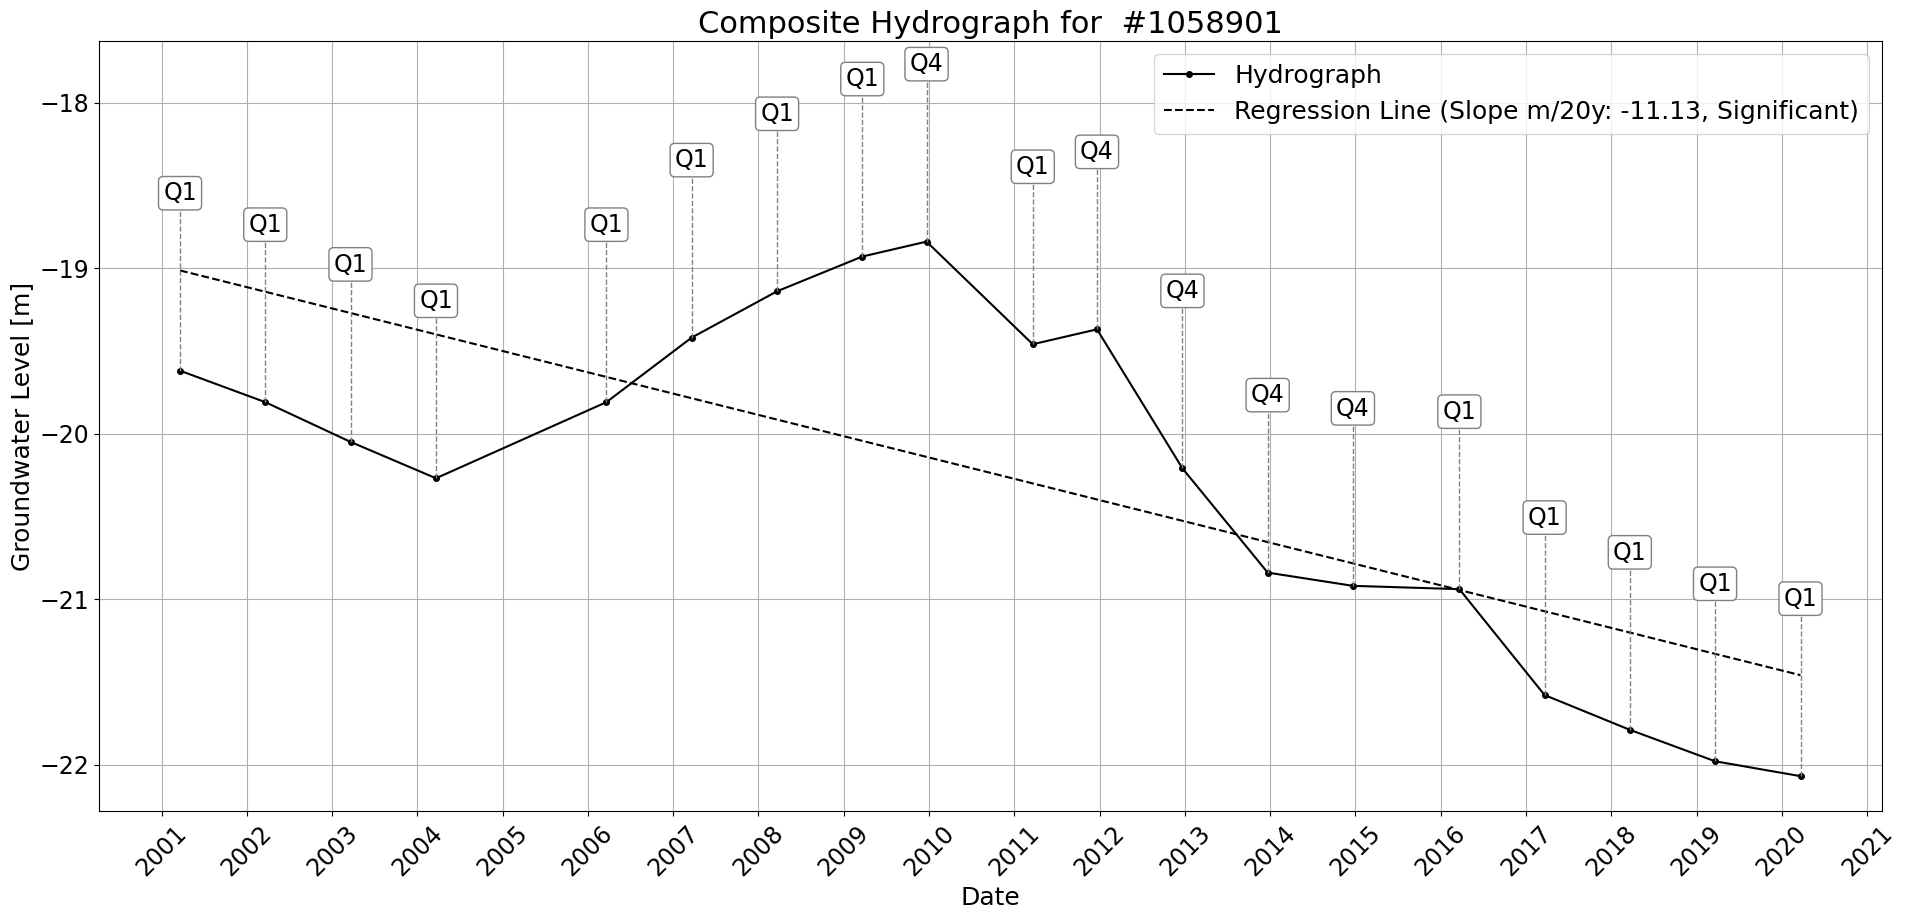 Composite Hydrograph for  #1058901
Hydrograph
Regression Line (Slope m/20y: -11.13, Significant)
Q1
Q1
Q1
Q1
Q1
Q1
Q1
Q1
Q4
Q1
Q4
Q4
Q4
Q4
Q1
Q1
Q1
Q1
Q1
Groundwater Level [m]
−18
−19
−20
−21
−22
2001
2002
2003
2004
2005
2006
2007
2008
2009
2010
2011
2012
2013
2014
2015
2016
2017
2018
2019
2020
2021
Date